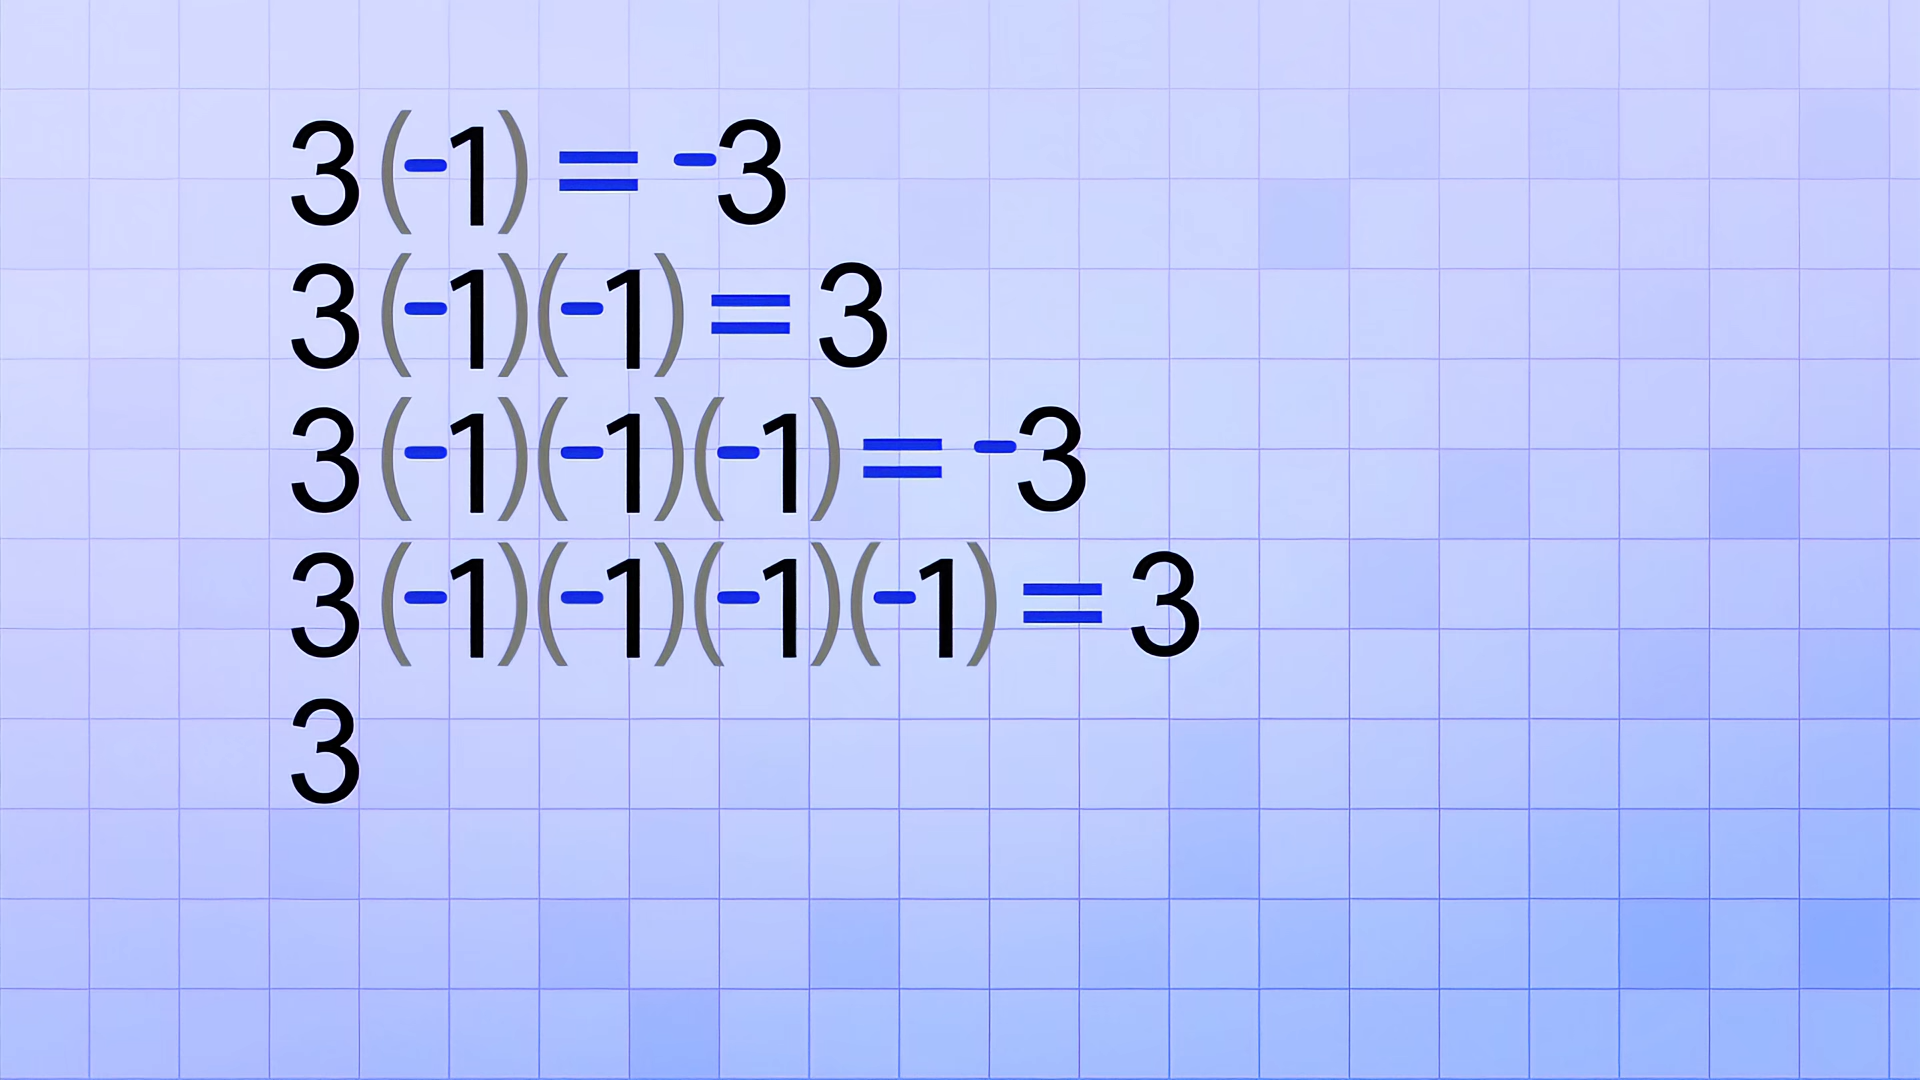 3(-1) = -3
3(-1)(-1) = 3
3(-1)(-1)(-1) = -3
3(-1)(-1)(-1)(-1) = 3
3